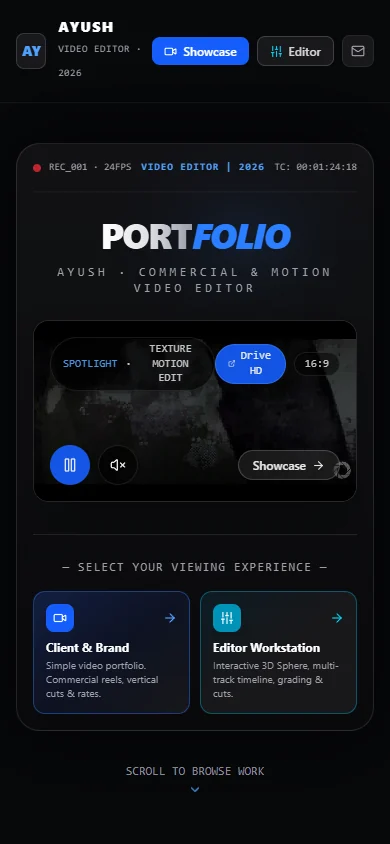 AY
AYUSH
VIDEO EDITOR ·
2026
Showcase
Editor
REC_001 · 24FPS
VIDEO EDITOR | 2026
TC: 00:01:24:18
PORTFOLIO
AYUSH · COMMERCIAL & MOTION
VIDEO EDITOR
SPOTLIGHT ·
TEXTURE
MOTION
EDIT
Drive
HD
16:9
Showcase
— SELECT YOUR VIEWING EXPERIENCE —
Client & Brand
Simple video portfolio.
Commercial reels, vertical
cuts & rates.
Editor Workstation
Interactive 3D Sphere, multi-
track timeline, grading &
cuts.
SCROLL TO BROWSE WORK